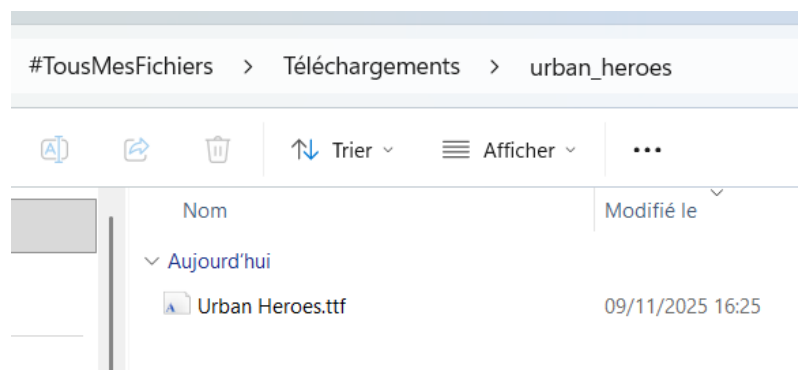 #TousMesFichiers > Téléchargements > urban_heroes
A Trier Afficher ...
Nom Modifié le
Aujourd'hui
A Urban Heroes.ttf 09/11/2025 16:25